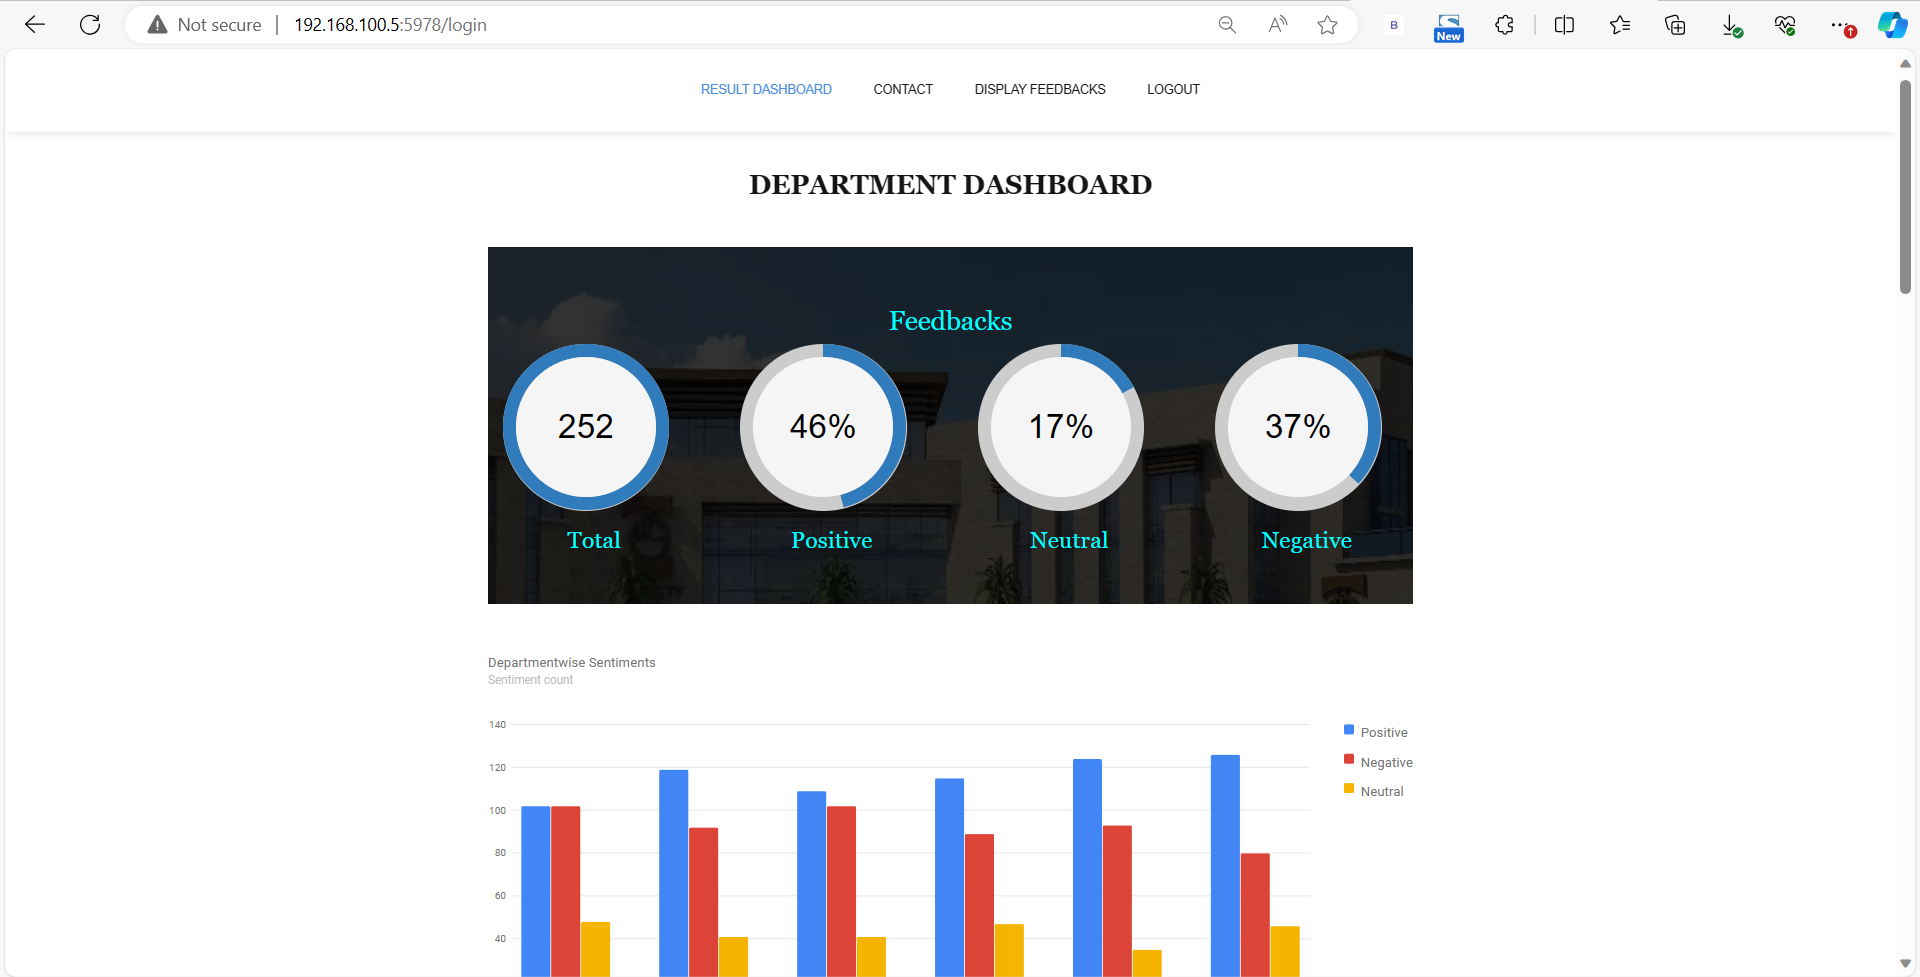 Not secure 192.168.100.5:5978/login
B
New
RESULT DASHBOARD CONTACT DISPLAY FEEDBACKS LOGOUT
DEPARTMENT DASHBOARD
Feedbacks
252 46% 17% 37%
Total Positive Neutral Negative
Departmentwise Sentiments
Sentiment count
140
120
100
80
60
40
Positive
Negative
Neutral